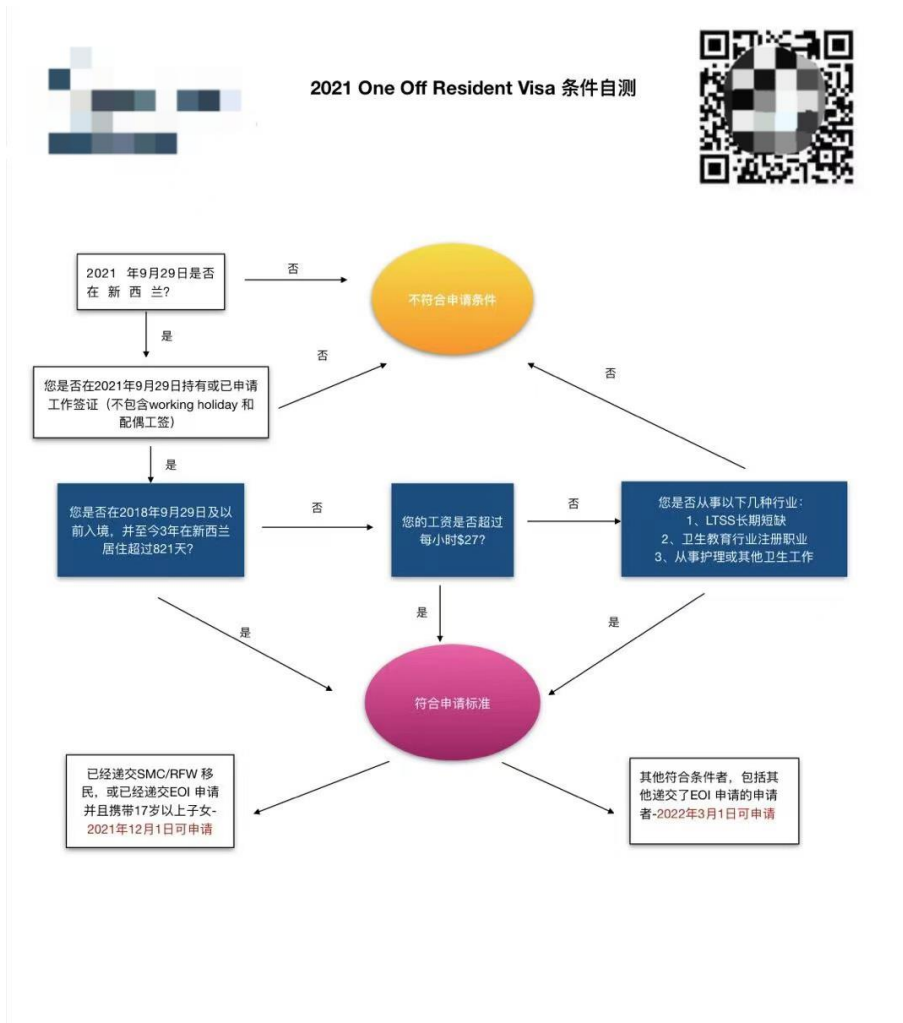 2021 One Off Resident Visa 条件自测
2021 年9月29日是否
在 新 西 兰?
否
不符合申请条件
是
否
否
您是否在2021年9月29日持有或已申请
工作签证（不包含working holiday 和
配偶工签）
是
您是否在2018年9月29日及以
前入境，并至今3年在新西兰
居住超过821天?
否
您的工资是否超过
每小时$27?
否
您是否从事以下几种行业：
1、LTSS长期短缺
2、卫生教育行业注册职业
3、从事护理或其他卫生工作
是
是
是
符合申请标准
已经递交SMC/RFW 移
民，或已经递交EOI 申请
并且携带17岁以上子女-
2021年12月1日可申请
其他符合条件者，包括其
他递交了EOI 申请的申请
者-2022年3月1日可申请